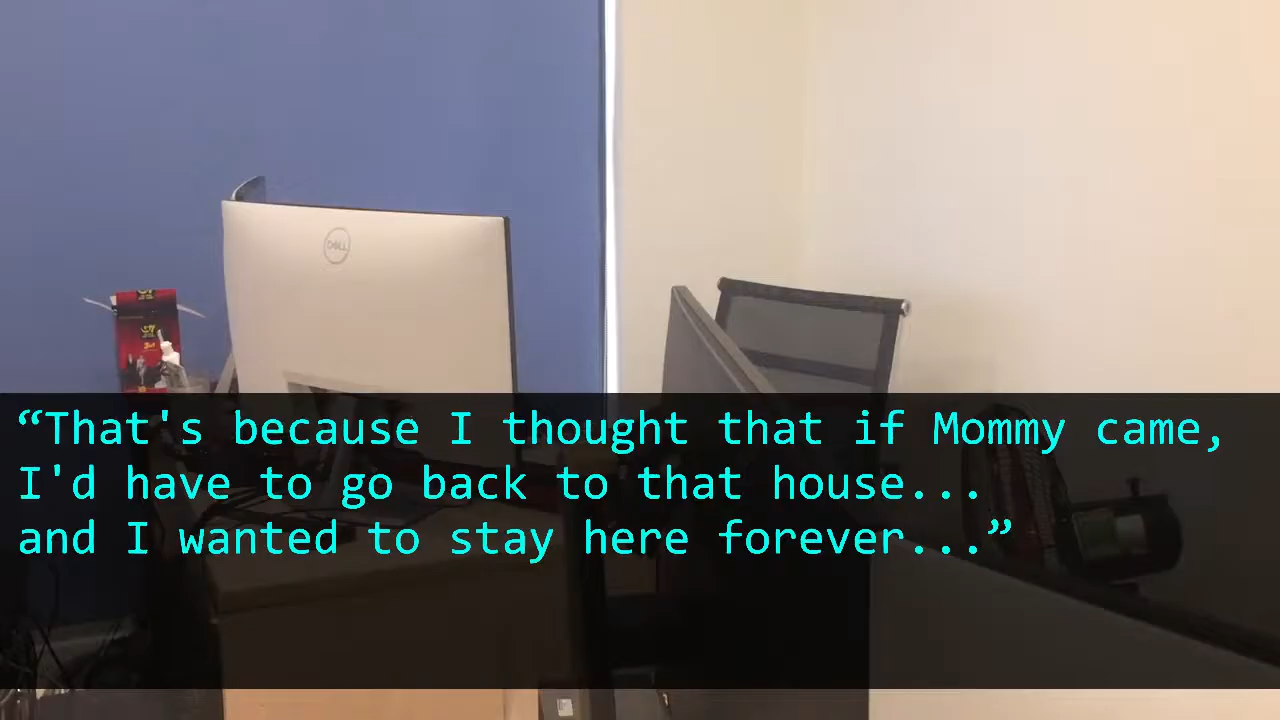 DELL
“That's because I thought that if Mommy came,
I'd have to go back to that house...
and I wanted to stay here forever...”